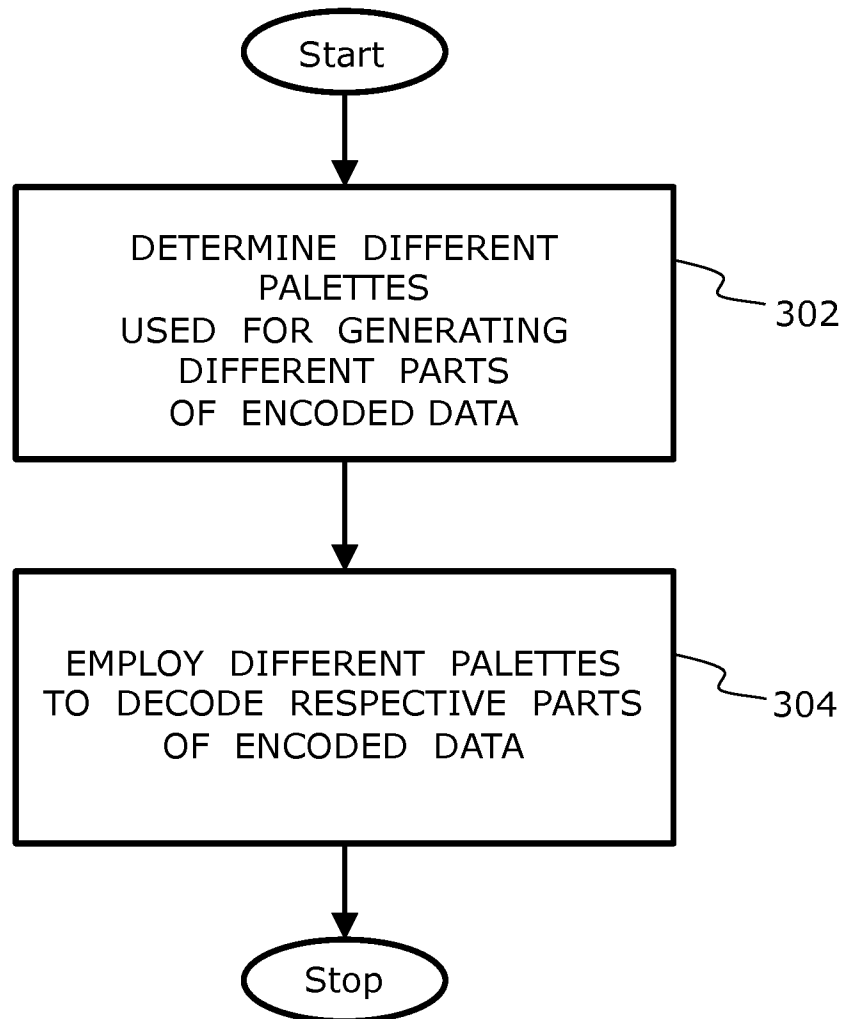 Start
DETERMINE DIFFERENT
PALETTES
USED FOR GENERATING
DIFFERENT PARTS
OF ENCODED DATA
302
EMPLOY DIFFERENT PALETTES
TO DECODE RESPECTIVE PARTS
OF ENCODED DATA
304
Stop